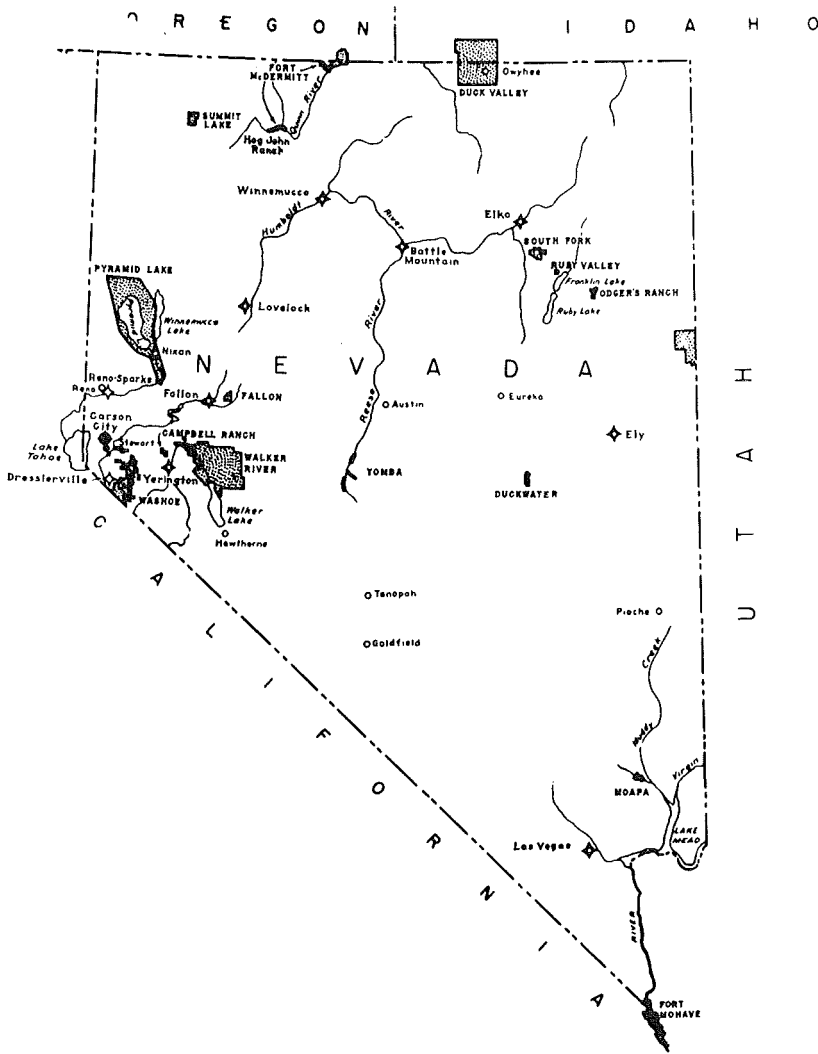 OREGON
IDAHO
FORT
McDERMITT
Quinn River
Owyhee
DUCK VALLEY
SUMMIT
LAKE
Hog John
Ranch
Winnemucca
Humboldt
River
Elko
Battle
Mountain
SOUTH FORK
RUBY VALLEY
Franklin Lake
ODGER'S RANCH
Ruby Lake
PYRAMID LAKE
Pyramid
Winnemucca
Lake
Lovelock
Nixon
NEVADA
UTAH
Reno-Sparks
Reno
Fallon
FALLON
Reese
River
Austin
Eureka
Carson
City
Stewart
CAMPBELL RANCH
Lake
Tahoe
WALKER
RIVER
Ely
Dresslerville
Yerington
YOMBA
WASHOE
DUCKWATER
Walker
Lake
Hawthorne
CALIFORNIA
Tonopah
Pioche
Goldfield
Muddy
Creek
Virgin
MOAPA
LAKE
MEAD
Las Vegas
RIVER
FORT
MOHAVE